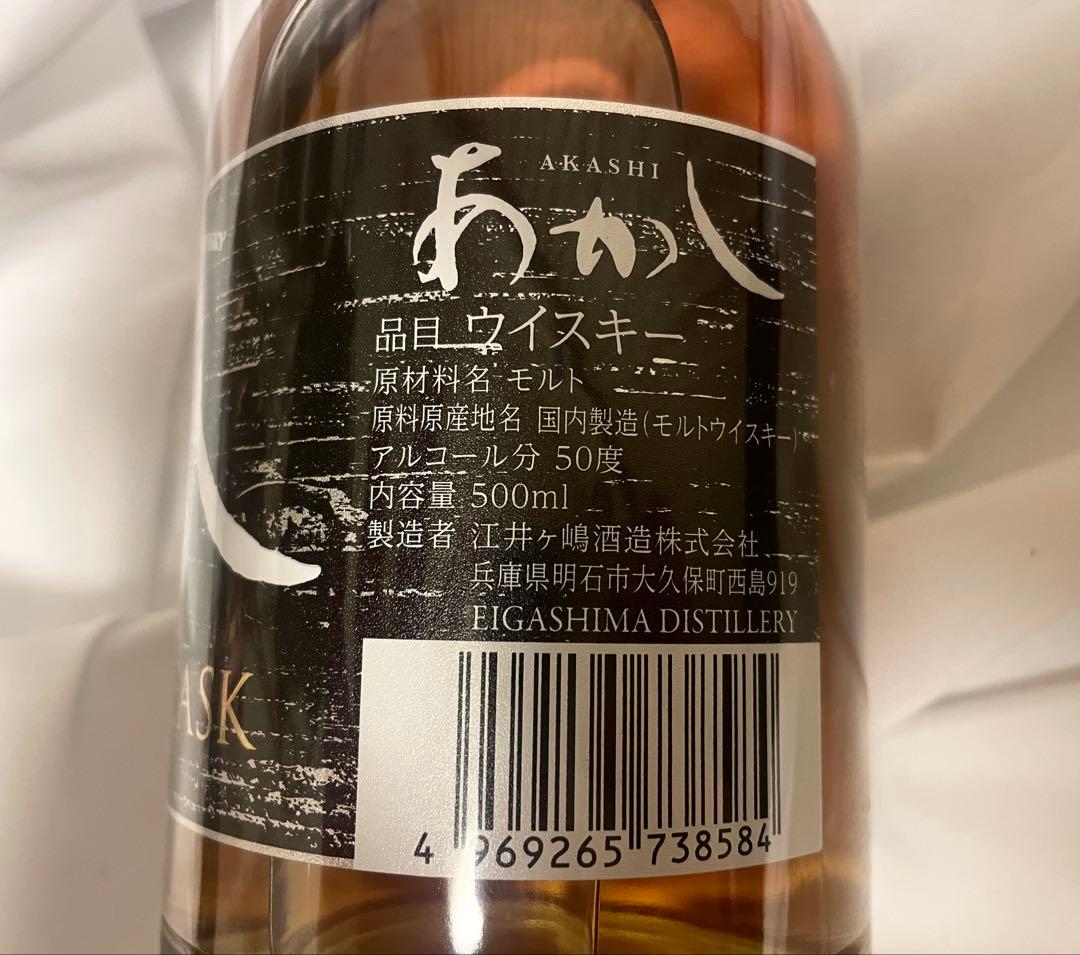 AKASHI
あかし
品目 ウイスキー
原材料名 モルト
原料原産地名 国内製造(モルトウイスキー)
アルコール分 50度
内容量 500ml
製造者 江井ヶ嶋酒造株式会社
兵庫県明石市大久保町西島919
EIGASHIMA DISTILLERY
4 969265 738584